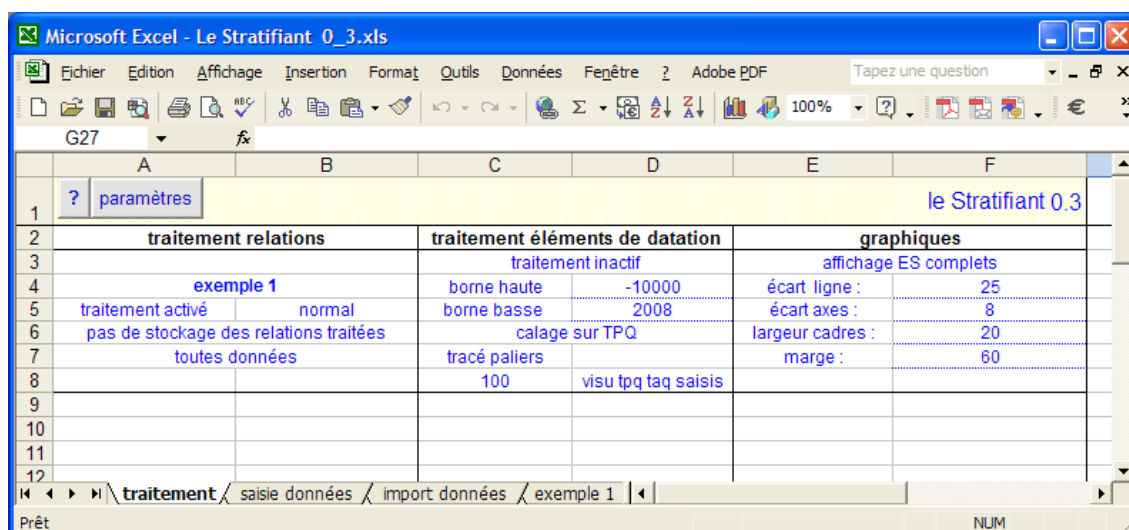 Microsoft Excel - Le Stratifiant 0_3.xls
Fichier Edition Affichage Insertion Format Outils Données Fenêtre ? Adobe PDF Tapez une question
100%
G27 fx
A B C D E F
1 ? paramètres le Stratifiant 0.3
2 traitement relations traitement éléments de datation graphiques
3 traitement inactif affichage ES complets
4 exemple 1 borne haute -10000 écart ligne : 25
5 traitement activé normal borne basse 2008 écart axes : 8
6 pas de stockage des relations traitées calage sur TPQ largeur cadres : 20
7 toutes données tracé paliers marge : 60
8 100 visu tpq taq saisis
9
10
11
12
traitement saisie données import données exemple 1
Prêt NUM